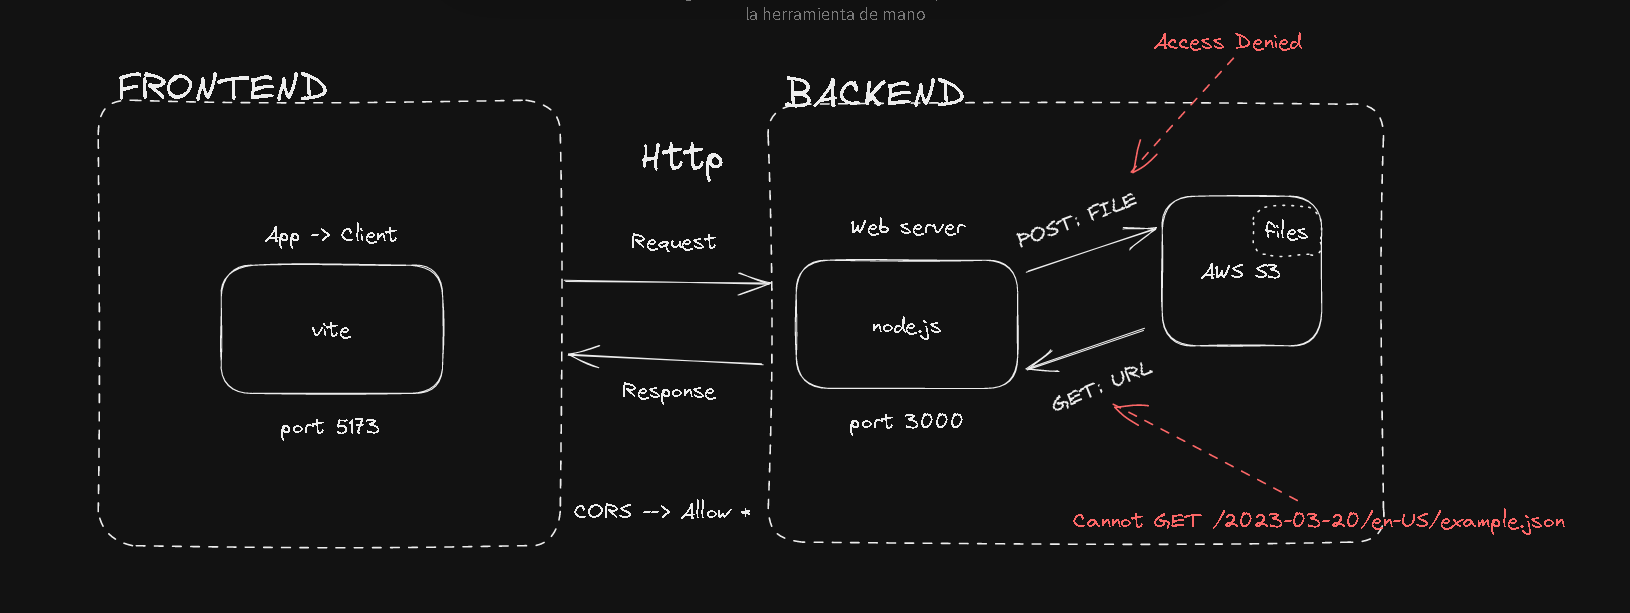 la herramienta de mano
Access Denied
FRONTEND
BACKEND
Http
App -> Client
Request
Web server
POST: FILE
files
AWS S3
vite
node.js
Response
GET: URL
port 5173
port 3000
CORS --> Allow *
Cannot GET /2023-03-20/en-US/example.json